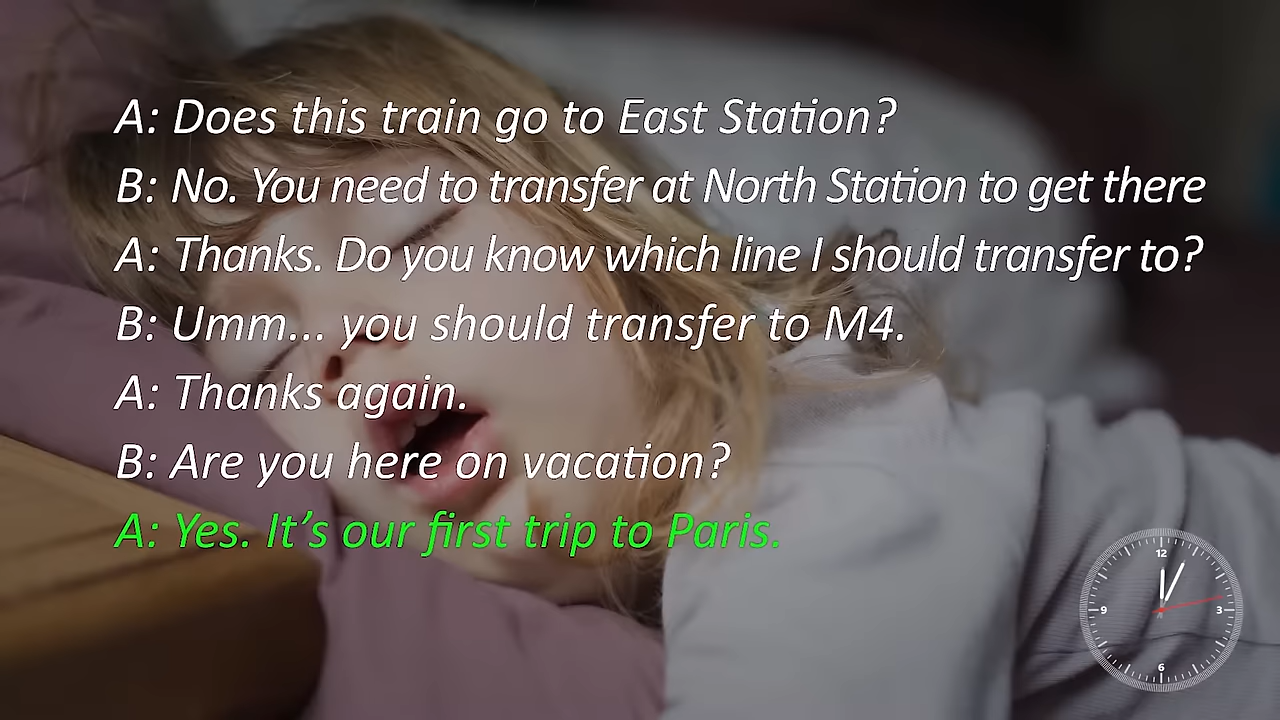 A: Does this train go to East Station?
B: No. You need to transfer at North Station to get there
A: Thanks. Do you know which line I should transfer to?
B: Umm... you should transfer to M4.
A: Thanks again.
B: Are you here on vacation?
A: Yes. It’s our first trip to Paris.
12
9 3
6